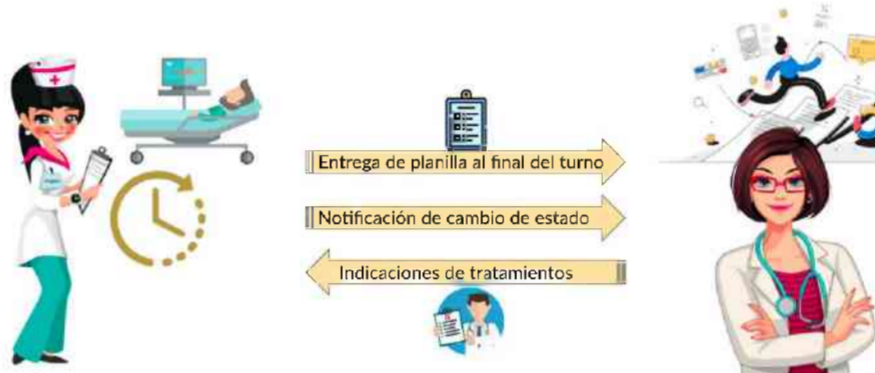 Entrega de planilla al final del turno
Notificación de cambio de estado
Indicaciones de tratamientos